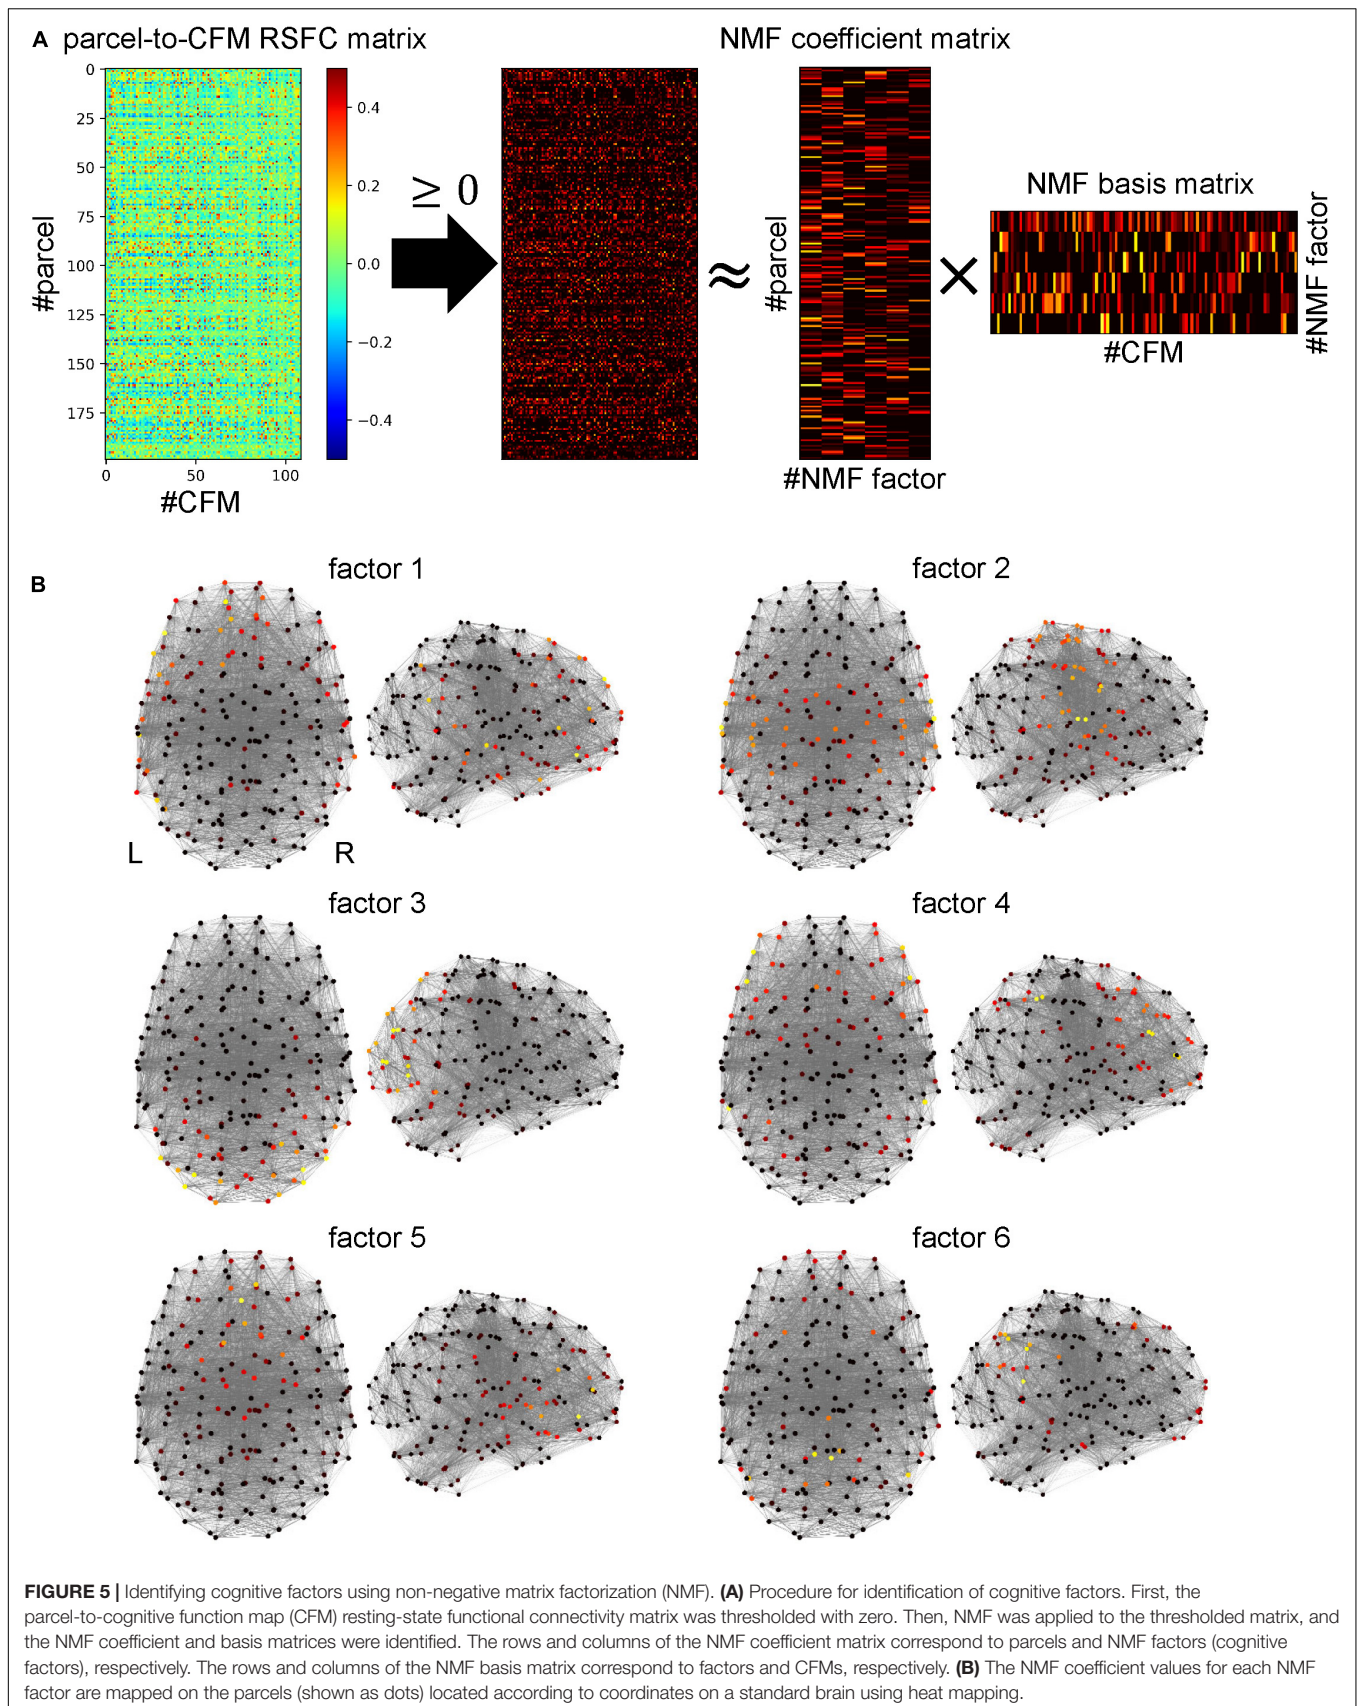 A parcel-to-CFM RSFC matrix
NMF coefficient matrix
0
25
50
75
100
125
150
175
#parcel
0
50
100
#CFM
0.4
0.2
0.0
−0.2
−0.4
≥ 0
≈
#parcel
#NMF factor
×
NMF basis matrix
#CFM
#NMF factor
B
factor 1
factor 2
L
R
factor 3
factor 4
factor 5
factor 6
FIGURE 5 | Identifying cognitive factors using non-negative matrix factorization (NMF). (A) Procedure for identification of cognitive factors. First, the
parcel-to-cognitive function map (CFM) resting-state functional connectivity matrix was thresholded with zero. Then, NMF was applied to the thresholded matrix, and
the NMF coefficient and basis matrices were identified. The rows and columns of the NMF coefficient matrix correspond to parcels and NMF factors (cognitive
factors), respectively. The rows and columns of the NMF basis matrix correspond to factors and CFMs, respectively. (B) The NMF coefficient values for each NMF
factor are mapped on the parcels (shown as dots) located according to coordinates on a standard brain using heat mapping.